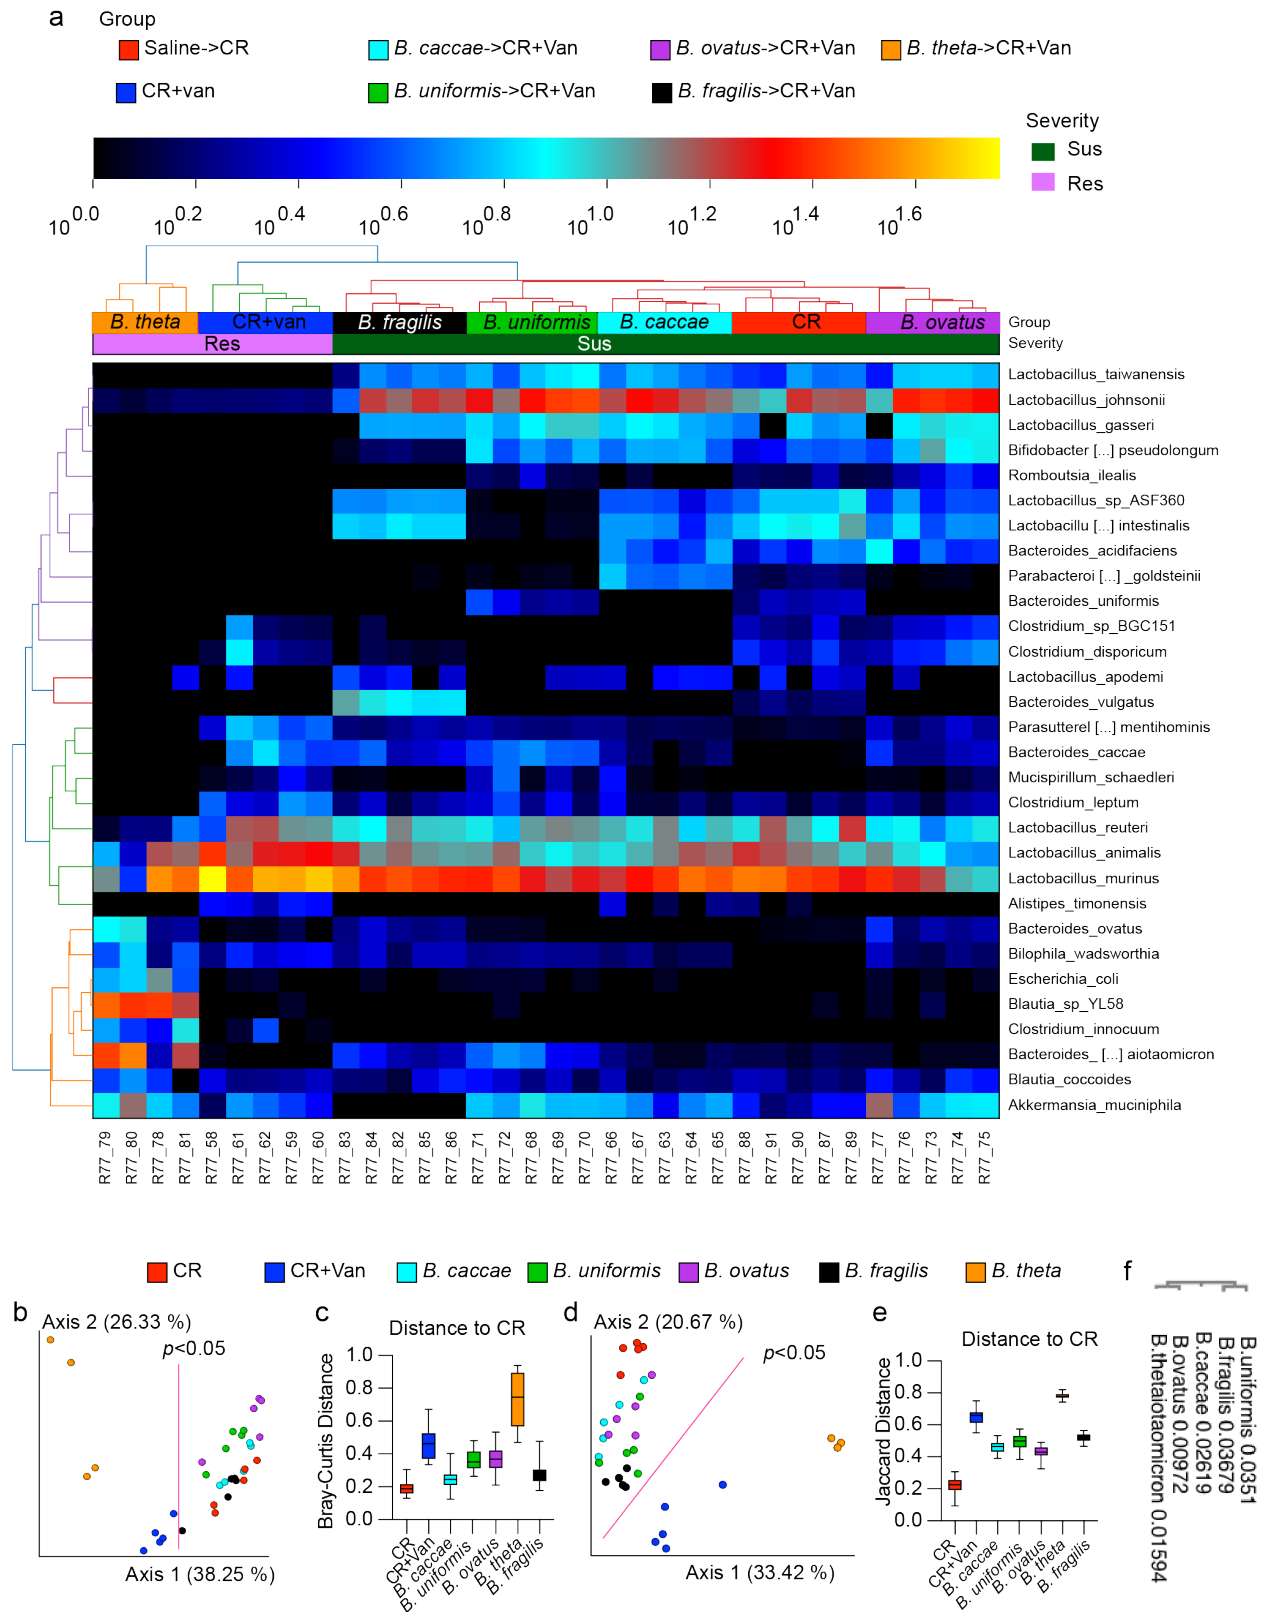 a
Group
Saline->CR
B. caccae->CR+Van
B. ovatus->CR+Van
B. theta->CR+Van
CR+van
B. uniformis->CR+Van
B. fragilis->CR+Van
Severity
Sus
Res
10^0.0 10^0.2 10^0.4 10^0.6 10^0.8 10^1.0 10^1.2 10^1.4 10^1.6
B. theta CR+van B. fragilis B. uniformis B. caccae CR B. ovatus Group
Res Sus Severity
Lactobacillus_taiwanensis
Lactobacillus_johnsonii
Lactobacillus_gasseri
Bifidobacter [...] pseudolongum
Romboutsia_ilealis
Lactobacillus_sp_ASF360
Lactobacillu [...] intestinalis
Bacteroides_acidifaciens
Parabacteroi [...] _goldsteinii
Bacteroides_uniformis
Clostridium_sp_BGC151
Clostridium_disporicum
Lactobacillus_apodemi
Bacteroides_vulgatus
Parasutterel [...] mentihominis
Bacteroides_caccae
Mucispirillum_schaedleri
Clostridium_leptum
Lactobacillus_reuteri
Lactobacillus_animalis
Lactobacillus_murinus
Alistipes_timonensis
Bacteroides_ovatus
Bilophila_wadsworthia
Escherichia_coli
Blautia_sp_YL58
Clostridium_innocuum
Bacteroides_ [...] aiotaomicron
Blautia_coccoides
Akkermansia_muciniphila
R77_79
R77_80
R77_78
R77_81
R77_58
R77_61
R77_62
R77_59
R77_60
R77_83
R77_84
R77_82
R77_85
R77_86
R77_71
R77_72
R77_68
R77_69
R77_70
R77_66
R77_67
R77_63
R77_64
R77_65
R77_88
R77_91
R77_90
R77_87
R77_89
R77_77
R77_76
R77_73
R77_74
R77_75
CR CR+Van B. caccae B. uniformis B. ovatus B. fragilis B. theta
b
Axis 2 (26.33 %)
p<0.05
Axis 1 (38.25 %)
c
Distance to CR
Bray-Curtis Distance
1.0
0.8
0.6
0.4
0.2
0.0
CR
CR+Van
B. caccae
B. uniformis
B. ovatus
B. theta
B. fragilis
d
Axis 2 (20.67 %)
p<0.05
Axis 1 (33.42 %)
e
Distance to CR
Jaccard Distance
1.0
0.8
0.6
0.4
0.2
0.0
CR
CR+Van
B. caccae
B. uniformis
B. ovatus
B. theta
B. fragilis
f
B.uniformis 0.0351
B.fragilis 0.03679
B.caccae 0.02619
B.ovatus 0.00972
B.thetaiotaomicron 0.01594